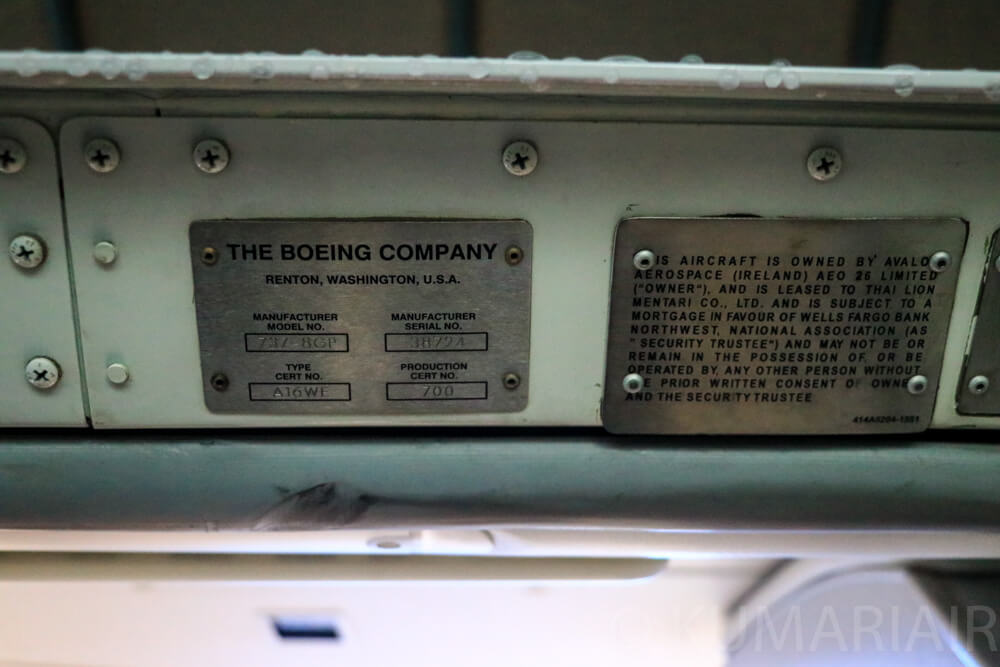 THE BOEING COMPANY
RENTON, WASHINGTON, U.S.A.
MANUFACTURER
MODEL NO.
737-8GP
MANUFACTURER
SERIAL NO.
38724
TYPE
CERT NO.
A16WE
PRODUCTION
CERT NO.
700
IS AIRCRAFT IS OWNED BY AVALO
AEROSPACE (IRELAND) AEO 26 LIMITED
("OWNER"), AND IS LEASED TO THAI LION
MENTARI CO., LTD. AND IS SUBJECT TO A
MORTGAGE IN FAVOUR OF WELLS FARGO BANK
NORTHWEST, NATIONAL ASSOCIATION (AS
" SECURITY TRUSTEE") AND MAY NOT BE OR
REMAIN IN THE POSSESSION OF, OR BE
OPERATED BY, ANY OTHER PERSON WITHOUT
E PRIOR WRITTEN CONSENT OF OWNE
AND THE SECURITY TRUSTEE
KUMARIAIR